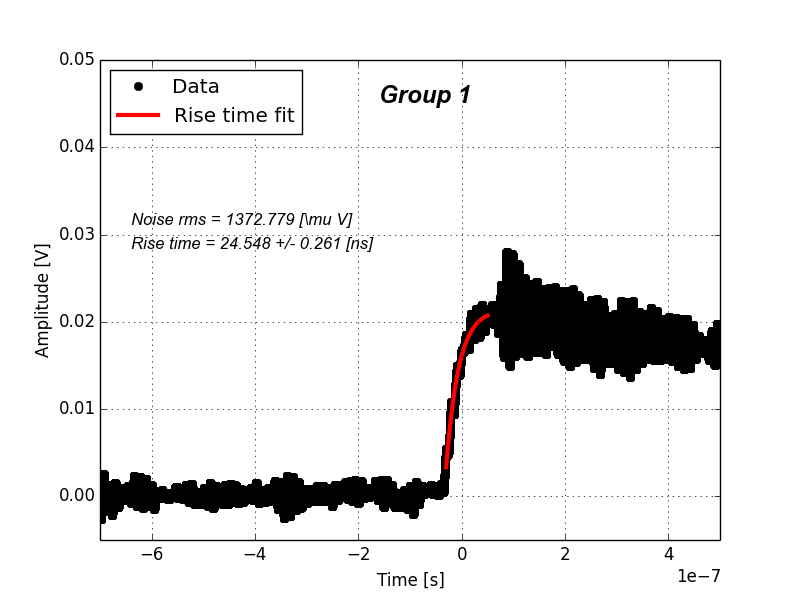 Group 1
Data
Rise time fit
Noise rms = 1372.779 [\mu V]
Rise time = 24.548 +/- 0.261 [ns]
Amplitude [V]
0.05
0.04
0.03
0.02
0.01
0.00
−6 −4 −2 0 2 4
1e−7
Time [s]